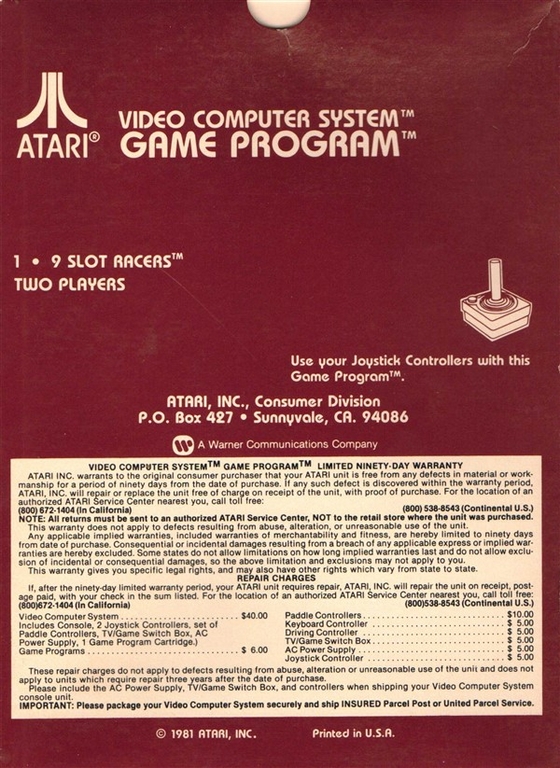 VIDEO COMPUTER SYSTEM™
ATARI® GAME PROGRAM™
1 • 9 SLOT RACERS™
TWO PLAYERS
Use your Joystick Controllers with this
Game Program™.
ATARI, INC., Consumer Division
P.O. Box 427 • Sunnyvale, CA. 94086
A Warner Communications Company
VIDEO COMPUTER SYSTEM™ GAME PROGRAM™ LIMITED NINETY-DAY WARRANTY
ATARI INC. warrants to the original consumer purchaser that your ATARI unit is free from any defects in material or work-
manship for a period of ninety days from the date of purchase. If any such defect is discovered within the warranty period,
ATARI, INC. will repair or replace the unit free of charge on receipt of the unit, with proof of purchase. For the location of an
authorized ATARI Service Center nearest you, call toll free:
(800) 672-1404 (In California) (800) 538-8543 (Continental U.S.)
NOTE: All returns must be sent to an authorized ATARI Service Center, NOT to the retail store where the unit was purchased.
This warranty does not apply to defects resulting from abuse, alteration, or unreasonable use of the unit.
Any applicable implied warranties, included warranties of merchantability and fitness, are hereby limited to ninety days
from date of purchase. Consequential or incidental damages resulting from a breach of any applicable express or implied war-
ranties are hereby excluded. Some states do not allow limitations on how long implied warranties last and do not allow exclu-
sion of incidental or consequential damages, so the above limitation and exclusions may not apply to you.
This warranty gives you specific legal rights, and may also have other rights which vary from state to state.
REPAIR CHARGES
If, after the ninety-day limited warranty period, your ATARI unit requires repair, ATARI, INC. will repair the unit on receipt, post-
age paid, with your check in the sum listed. For the location of an authorized ATARI Service Center nearest you, call toll free:
(800)672-1404 (In California) (800)538-8543 (Continental U.S.)
Video Computer System . . . . . . . . . . . . . . . . $40.00
Includes Console, 2 Joystick Controllers, set of
Paddle Controllers, TV/Game Switch Box, AC
Power Supply, 1 Game Program Cartridge.)
Game Programs . . . . . . . . . . . . . . . . . . . . . $ 6.00
Paddle Controllers . . . . . . . . . . . . . . . . . . . $10.00
Keyboard Controller . . . . . . . . . . . . . . . . . . $ 5.00
Driving Controller . . . . . . . . . . . . . . . . . . . $ 5.00
TV/Game Switch Box . . . . . . . . . . . . . . . . . . $ 5.00
AC Power Supply . . . . . . . . . . . . . . . . . . . . $ 5.00
Joystick Controller . . . . . . . . . . . . . . . . . . $ 5.00
These repair charges do not apply to defects resulting from abuse, alteration or unreasonable use of the unit and does not
apply to units which require repair three years after the date of purchase.
Please include the AC Power Supply, TV/Game Switch Box, and controllers when shipping your Video Computer System
console unit.
IMPORTANT: Please package your Video Computer System securely and ship INSURED Parcel Post or United Parcel Service.
© 1981 ATARI, INC. Printed in U.S.A.